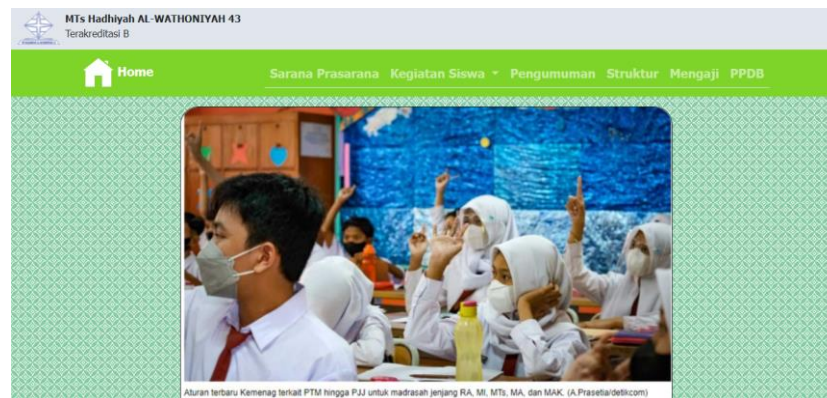 MTs Hadhiyah AL-WATHONIYAH 43
Terakreditasi B
Home Sarana Prasarana Kegiatan Siswa Pengumuman Struktur Mengaji PPDB
Aturan terbaru Kemenag terkait PTM hingga PJJ untuk madrasah jenjang RA, MI, MTs, MA, dan MAK. (A.Prasetia/detikcom)